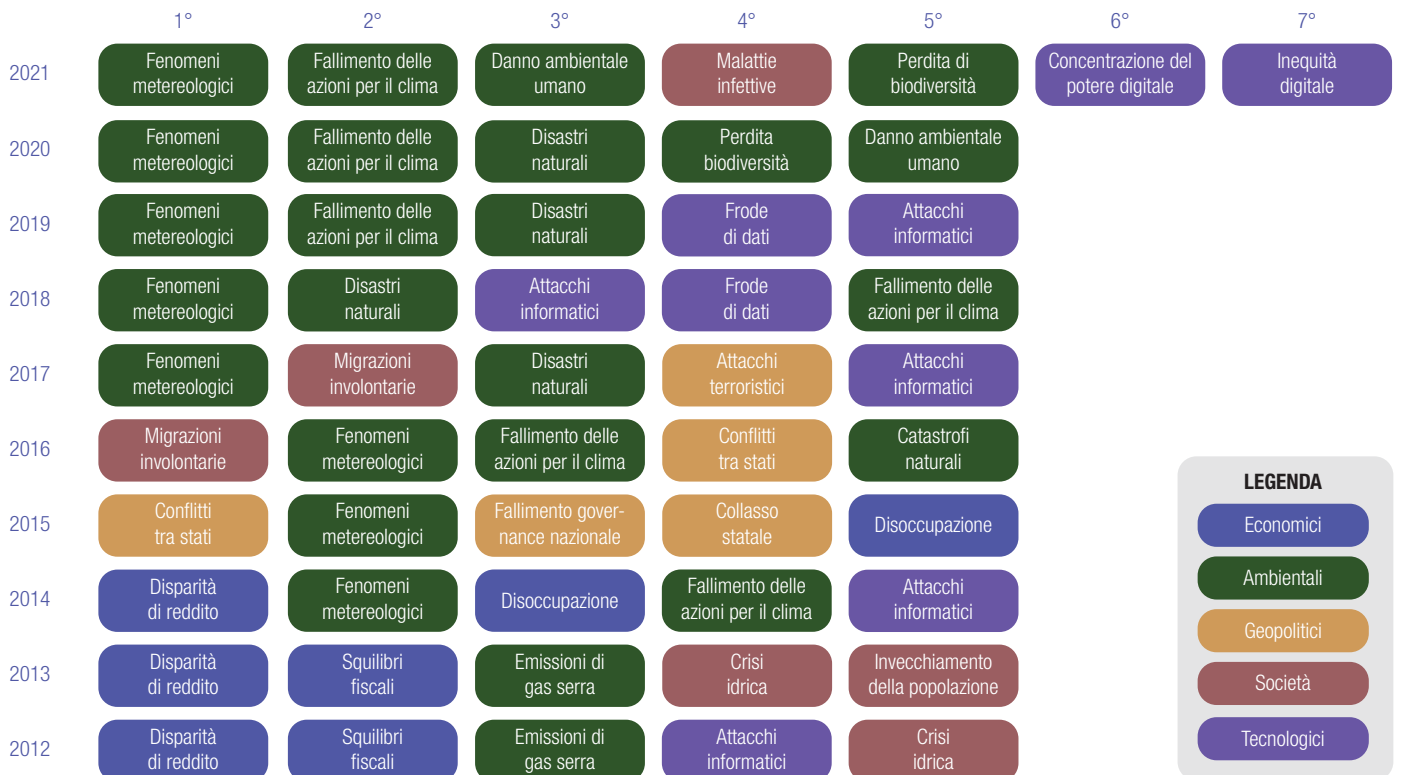 1° 2° 3° 4° 5° 6° 7°
2021
Fenomeni
metereologici
Fallimento delle
azioni per il clima
Danno ambientale
umano
Malattie
infettive
Perdita di
biodiversità
Concentrazione del
potere digitale
Inequità
digitale
2020
Fenomeni
metereologici
Fallimento delle
azioni per il clima
Disastri
naturali
Perdita
biodiversità
Danno ambientale
umano
2019
Fenomeni
metereologici
Fallimento delle
azioni per il clima
Disastri
naturali
Frode
di dati
Attacchi
informatici
2018
Fenomeni
metereologici
Disastri
naturali
Attacchi
informatici
Frode
di dati
Fallimento delle
azioni per il clima
2017
Fenomeni
metereologici
Migrazioni
involontarie
Disastri
naturali
Attacchi
terroristici
Attacchi
informatici
2016
Migrazioni
involontarie
Fenomeni
metereologici
Fallimento delle
azioni per il clima
Conflitti
tra stati
Catastrofi
naturali
2015
Conflitti
tra stati
Fenomeni
metereologici
Fallimento gover-
nance nazionale
Collasso
statale
Disoccupazione
2014
Disparità
di reddito
Fenomeni
metereologici
Disoccupazione
Fallimento delle
azioni per il clima
Attacchi
informatici
2013
Disparità
di reddito
Squilibri
fiscali
Emissioni di
gas serra
Crisi
idrica
Invecchiamento
della popolazione
2012
Disparità
di reddito
Squilibri
fiscali
Emissioni di
gas serra
Attacchi
informatici
Crisi
idrica
LEGENDA
Economici
Ambientali
Geopolitici
Società
Tecnologici